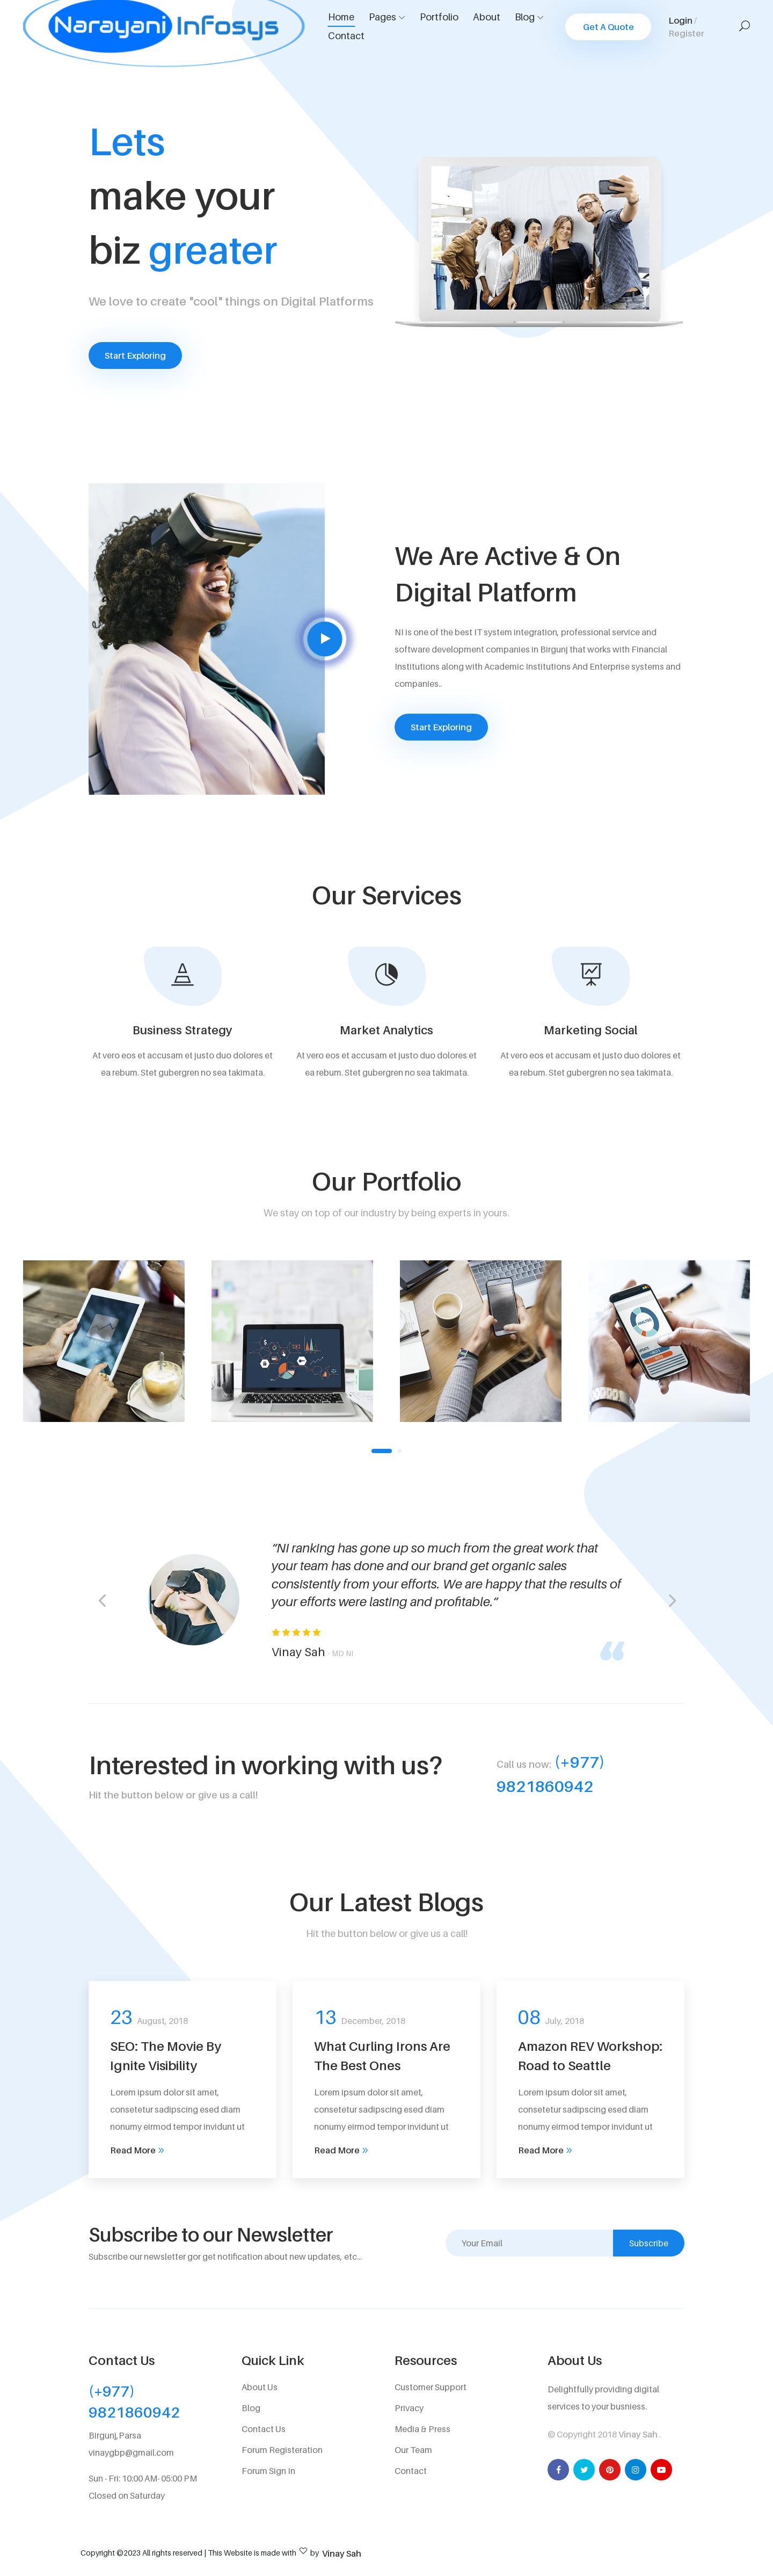 Narayani Infosys
Home Pages Portfolio About Blog
Contact
Get A Quote
Login /
Register
Lets
make your
biz greater
We love to create "cool" things on Digital Platforms
Start Exploring
We Are Active & On
Digital Platform
NI is one of the best IT system integration, professional service and
software development companies in Birgunj that works with Financial
Institutions along with Academic Institutions And Enterprise systems and
companies..
Start Exploring
Our Services
Business Strategy
At vero eos et accusam et justo duo dolores et
ea rebum. Stet gubergren no sea takimata.
Market Analytics
At vero eos et accusam et justo duo dolores et
ea rebum. Stet gubergren no sea takimata.
Marketing Social
At vero eos et accusam et justo duo dolores et
ea rebum. Stet gubergren no sea takimata.
Our Portfolio
We stay on top of our industry by being experts in yours.
“NI ranking has gone up so much from the great work that
your team has done and our brand get organic sales
consistently from your efforts. We are happy that the results of
your efforts were lasting and profitable.”
Vinay Sah - MD NI
Interested in working with us?
Hit the button below or give us a call!
Call us now: (+977)
9821860942
Our Latest Blogs
Hit the button below or give us a call!
23 August, 2018
SEO: The Movie By
Ignite Visibility
Lorem ipsum dolor sit amet,
consetetur sadipscing esed diam
nonumy eirmod tempor invidunt ut
Read More »
13 December, 2018
What Curling Irons Are
The Best Ones
Lorem ipsum dolor sit amet,
consetetur sadipscing esed diam
nonumy eirmod tempor invidunt ut
Read More »
08 July, 2018
Amazon REV Workshop:
Road to Seattle
Lorem ipsum dolor sit amet,
consetetur sadipscing esed diam
nonumy eirmod tempor invidunt ut
Read More »
Subscribe to our Newsletter
Subscribe our newsletter gor get notification about new updates, etc...
Your Email
Subscribe
Contact Us
(+977)
9821860942
Birgunj,Parsa
vinaygbp@gmail.com
Sun - Fri: 10:00 AM- 05:00 PM
Closed on Saturday
Quick Link
About Us
Blog
Contact Us
Forum Registeration
Forum Sign In
Resources
Customer Support
Privacy
Media & Press
Our Team
Contact
About Us
Delightfully providing digital
services to your busniess.
© Copyright 2018 Vinay Sah .
Copyright ©2023 All rights reserved | This Website is made with ♡ by Vinay Sah